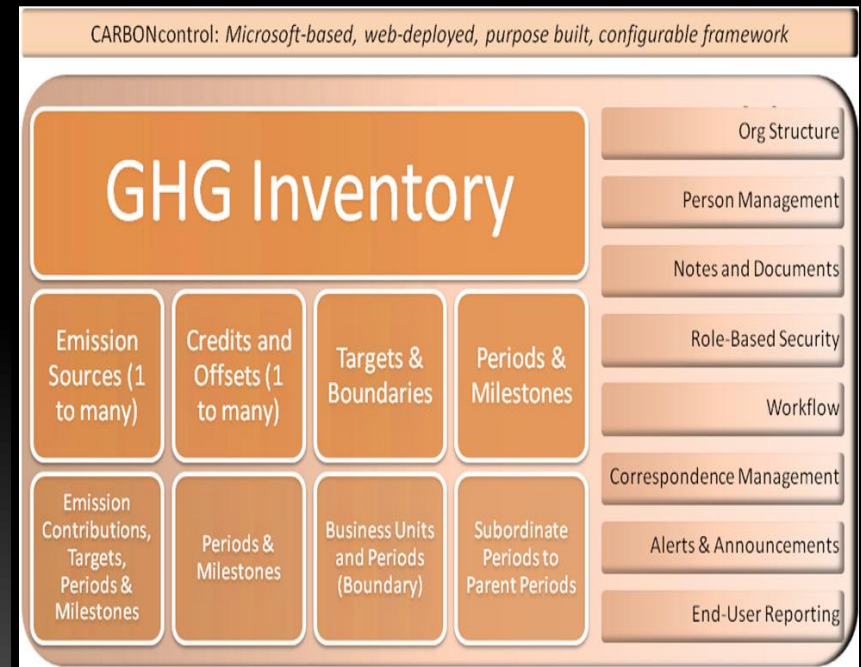 CARBONcontrol: Microsoft-based, web-deployed, purpose built, configurable framework
GHG Inventory
Emission
Sources (1
to many)
Credits and
Offsets (1
to many)
Targets &
Boundaries
Periods &
Milestones
Emission
Contributions,
Targets,
Periods &
Milestones
Periods &
Milestones
Business Units
and Periods
(Boundary)
Subordinate
Periods to
Parent Periods
Org Structure
Person Management
Notes and Documents
Role-Based Security
Workflow
Correspondence Management
Alerts & Announcements
End-User Reporting